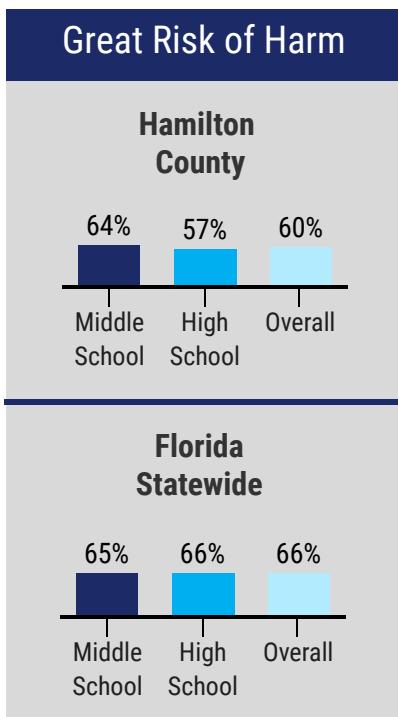 Great Risk of Harm
Hamilton
County
64% 57% 60%
Middle High Overall
School School
Florida
Statewide
65% 66% 66%
Middle High Overall
School School